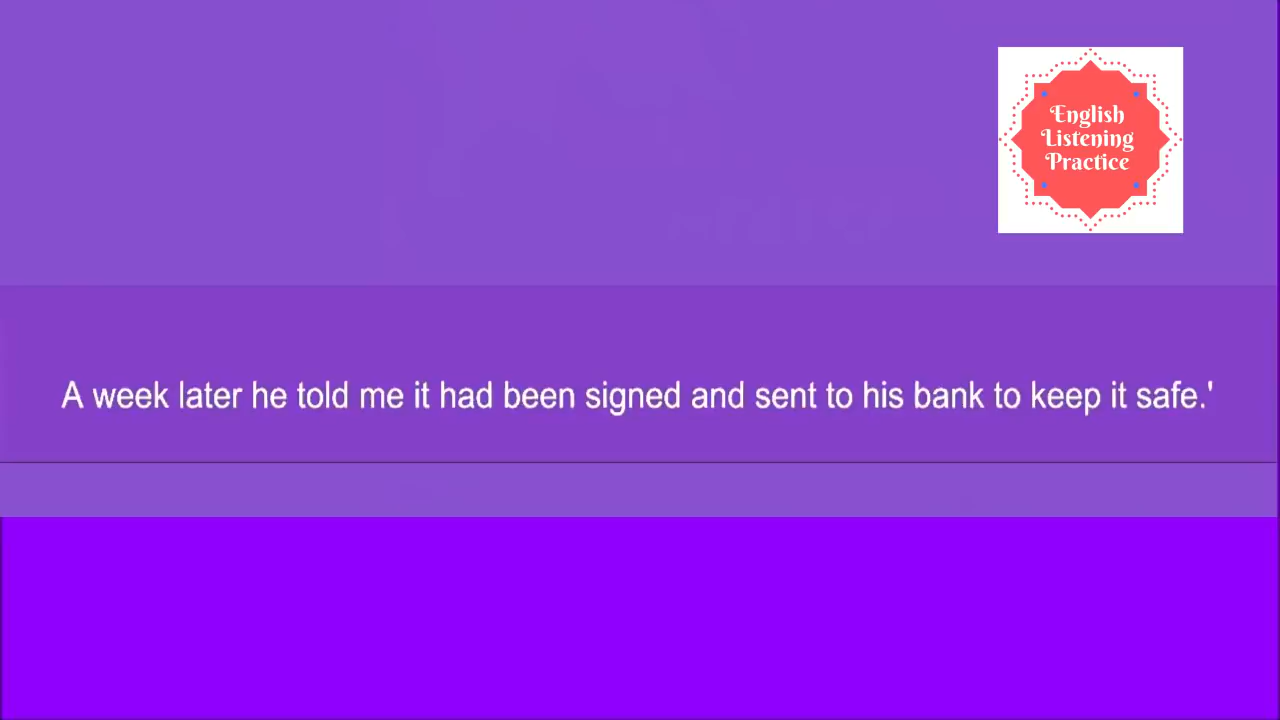 English
Listening
Practice
A week later he told me it had been signed and sent to his bank to keep it safe.'